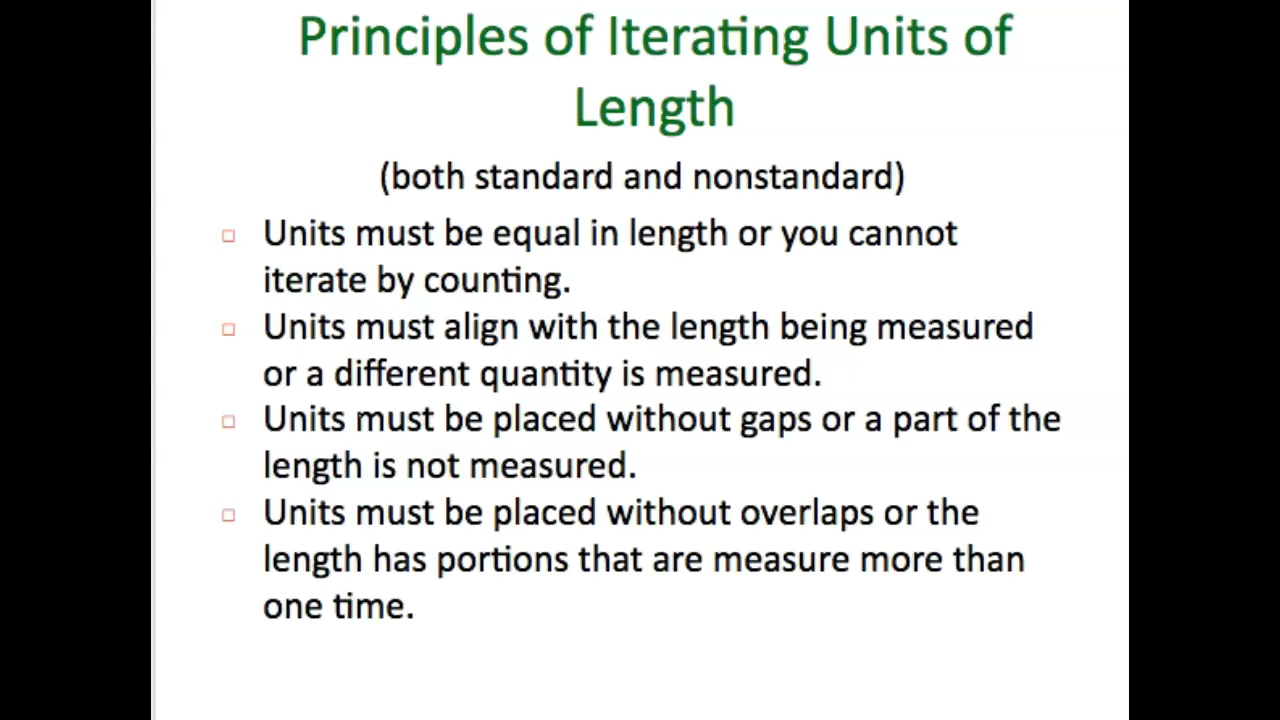 Principles of Iterating Units of
Length
(both standard and nonstandard)
Units must be equal in length or you cannot
iterate by counting.
Units must align with the length being measured
or a different quantity is measured.
Units must be placed without gaps or a part of the
length is not measured.
Units must be placed without overlaps or the
length has portions that are measure more than
one time.